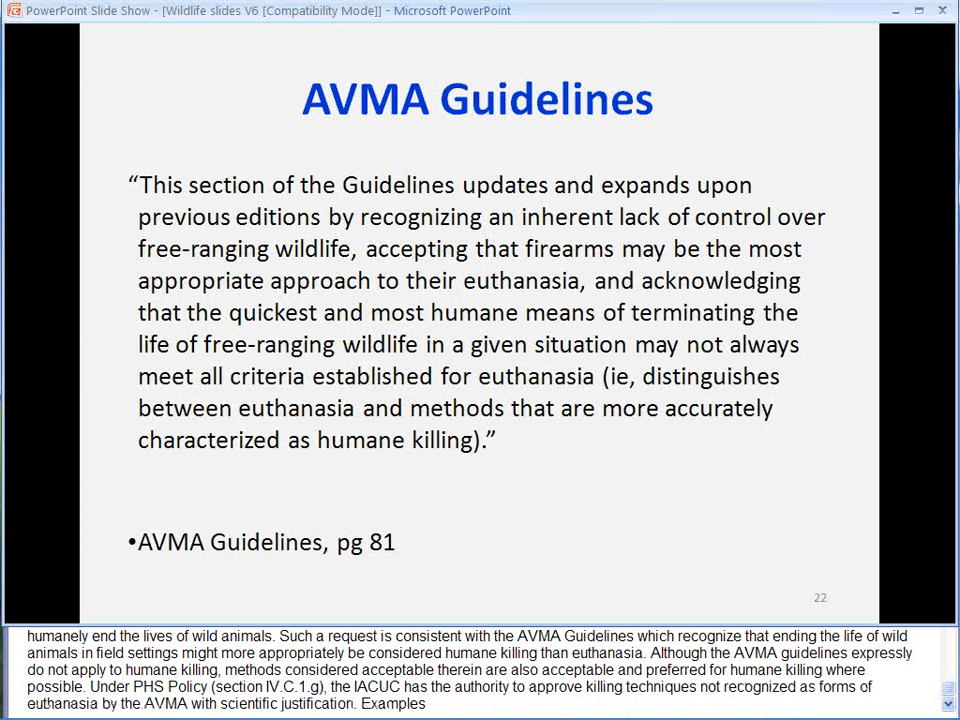 PowerPoint Slide Show - [Wildlife slides V6 [Compatibility Mode]] - Microsoft PowerPoint
AVMA Guidelines
“This section of the Guidelines updates and expands upon
previous editions by recognizing an inherent lack of control over
free-ranging wildlife, accepting that firearms may be the most
appropriate approach to their euthanasia, and acknowledging
that the quickest and most humane means of terminating the
life of free-ranging wildlife in a given situation may not always
meet all criteria established for euthanasia (ie, distinguishes
between euthanasia and methods that are more accurately
characterized as humane killing).”
•AVMA Guidelines, pg 81
22
humanely end the lives of wild animals. Such a request is consistent with the AVMA Guidelines which recognize that ending the life of wild
animals in field settings might more appropriately be considered humane killing than euthanasia. Although the AVMA guidelines expressly
do not apply to humane killing, methods considered acceptable therein are also acceptable and preferred for humane killing where
possible. Under PHS Policy (section IV.C.1.g), the IACUC has the authority to approve killing techniques not recognized as forms of
euthanasia by the AVMA with scientific justification. Examples